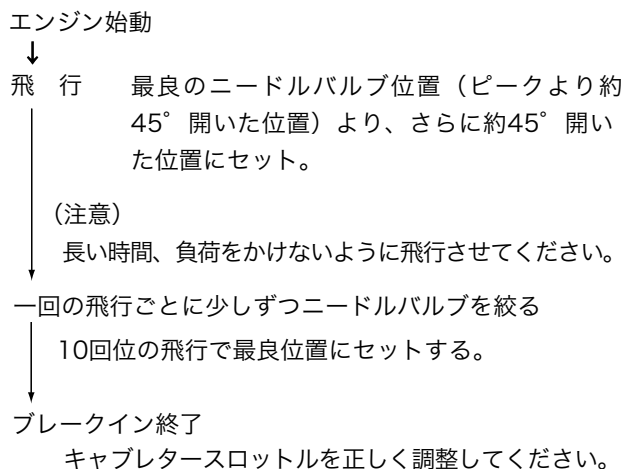 エンジン始動
↓
飛　行　最良のニードルバルブ位置（ピークより約
45°開いた位置）より、さらに約45°開い
た位置にセット。
（注意）
長い時間、負荷をかけないように飛行させてください。
一回の飛行ごとに少しずつニードルバルブを絞る
10回位の飛行で最良位置にセットする。
ブレークイン終了
キャブレタースロットルを正しく調整してください。